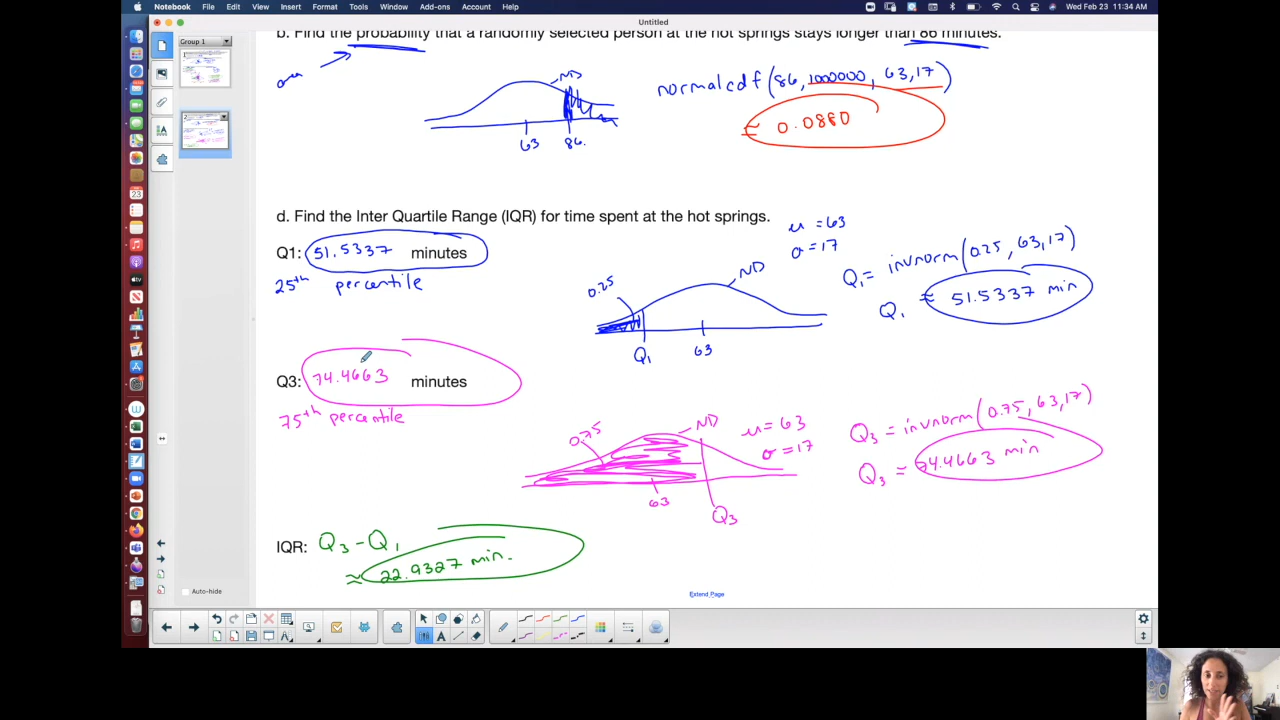 Notebook File Edit View Insert Format Tools Window Add-ons Account Help
Wed Feb 23 11:34 AM
Untitled
Group 1
b. Find the probability that a randomly selected person at the hot springs stays longer than 86 minutes.
area
ND
63
86.
normalcdf(86, 1000000, 63, 17)
≈ 0.0880
d. Find the Inter Quartile Range (IQR) for time spent at the hot springs.
Q1: 51.5337 minutes
25th percentile
μ = 63
σ = 17
0.25
ND
Q1
63
Q1 = invnorm(0.25, 63, 17)
Q1 ≈ 51.5337 min
Q3: 74.4663 minutes
75th percentile
0.75
ND
μ = 63
σ = 17
63
Q3
Q3 = invnorm(0.75, 63, 17)
Q3 ≈ 74.4663 min
IQR: Q3 - Q1
≈ 22.9327 min.
Extend Page
Auto-hide